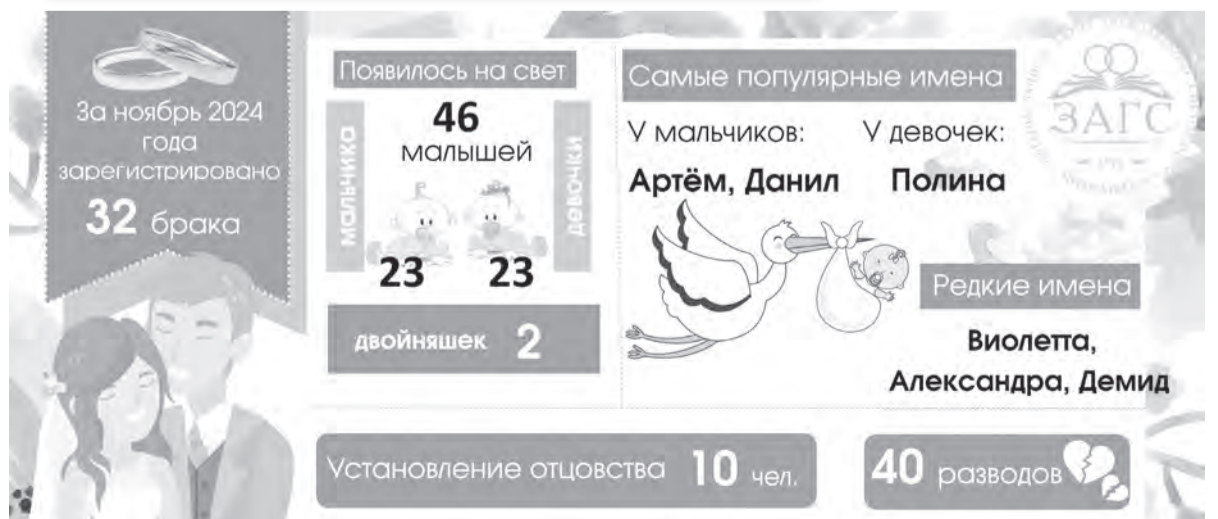 За ноябрь 2024
года
зарегистрировано
32 брака
Появилось на свет
46
малышей
мальчика
девочки
23
23
двойняшек 2
Самые популярные имена
У мальчиков:
Артём, Данил
У девочек:
Полина
Редкие имена
Виолетта,
Александра, Демид
ЗАГС
Установление отцовства 10 чел.
40 разводов